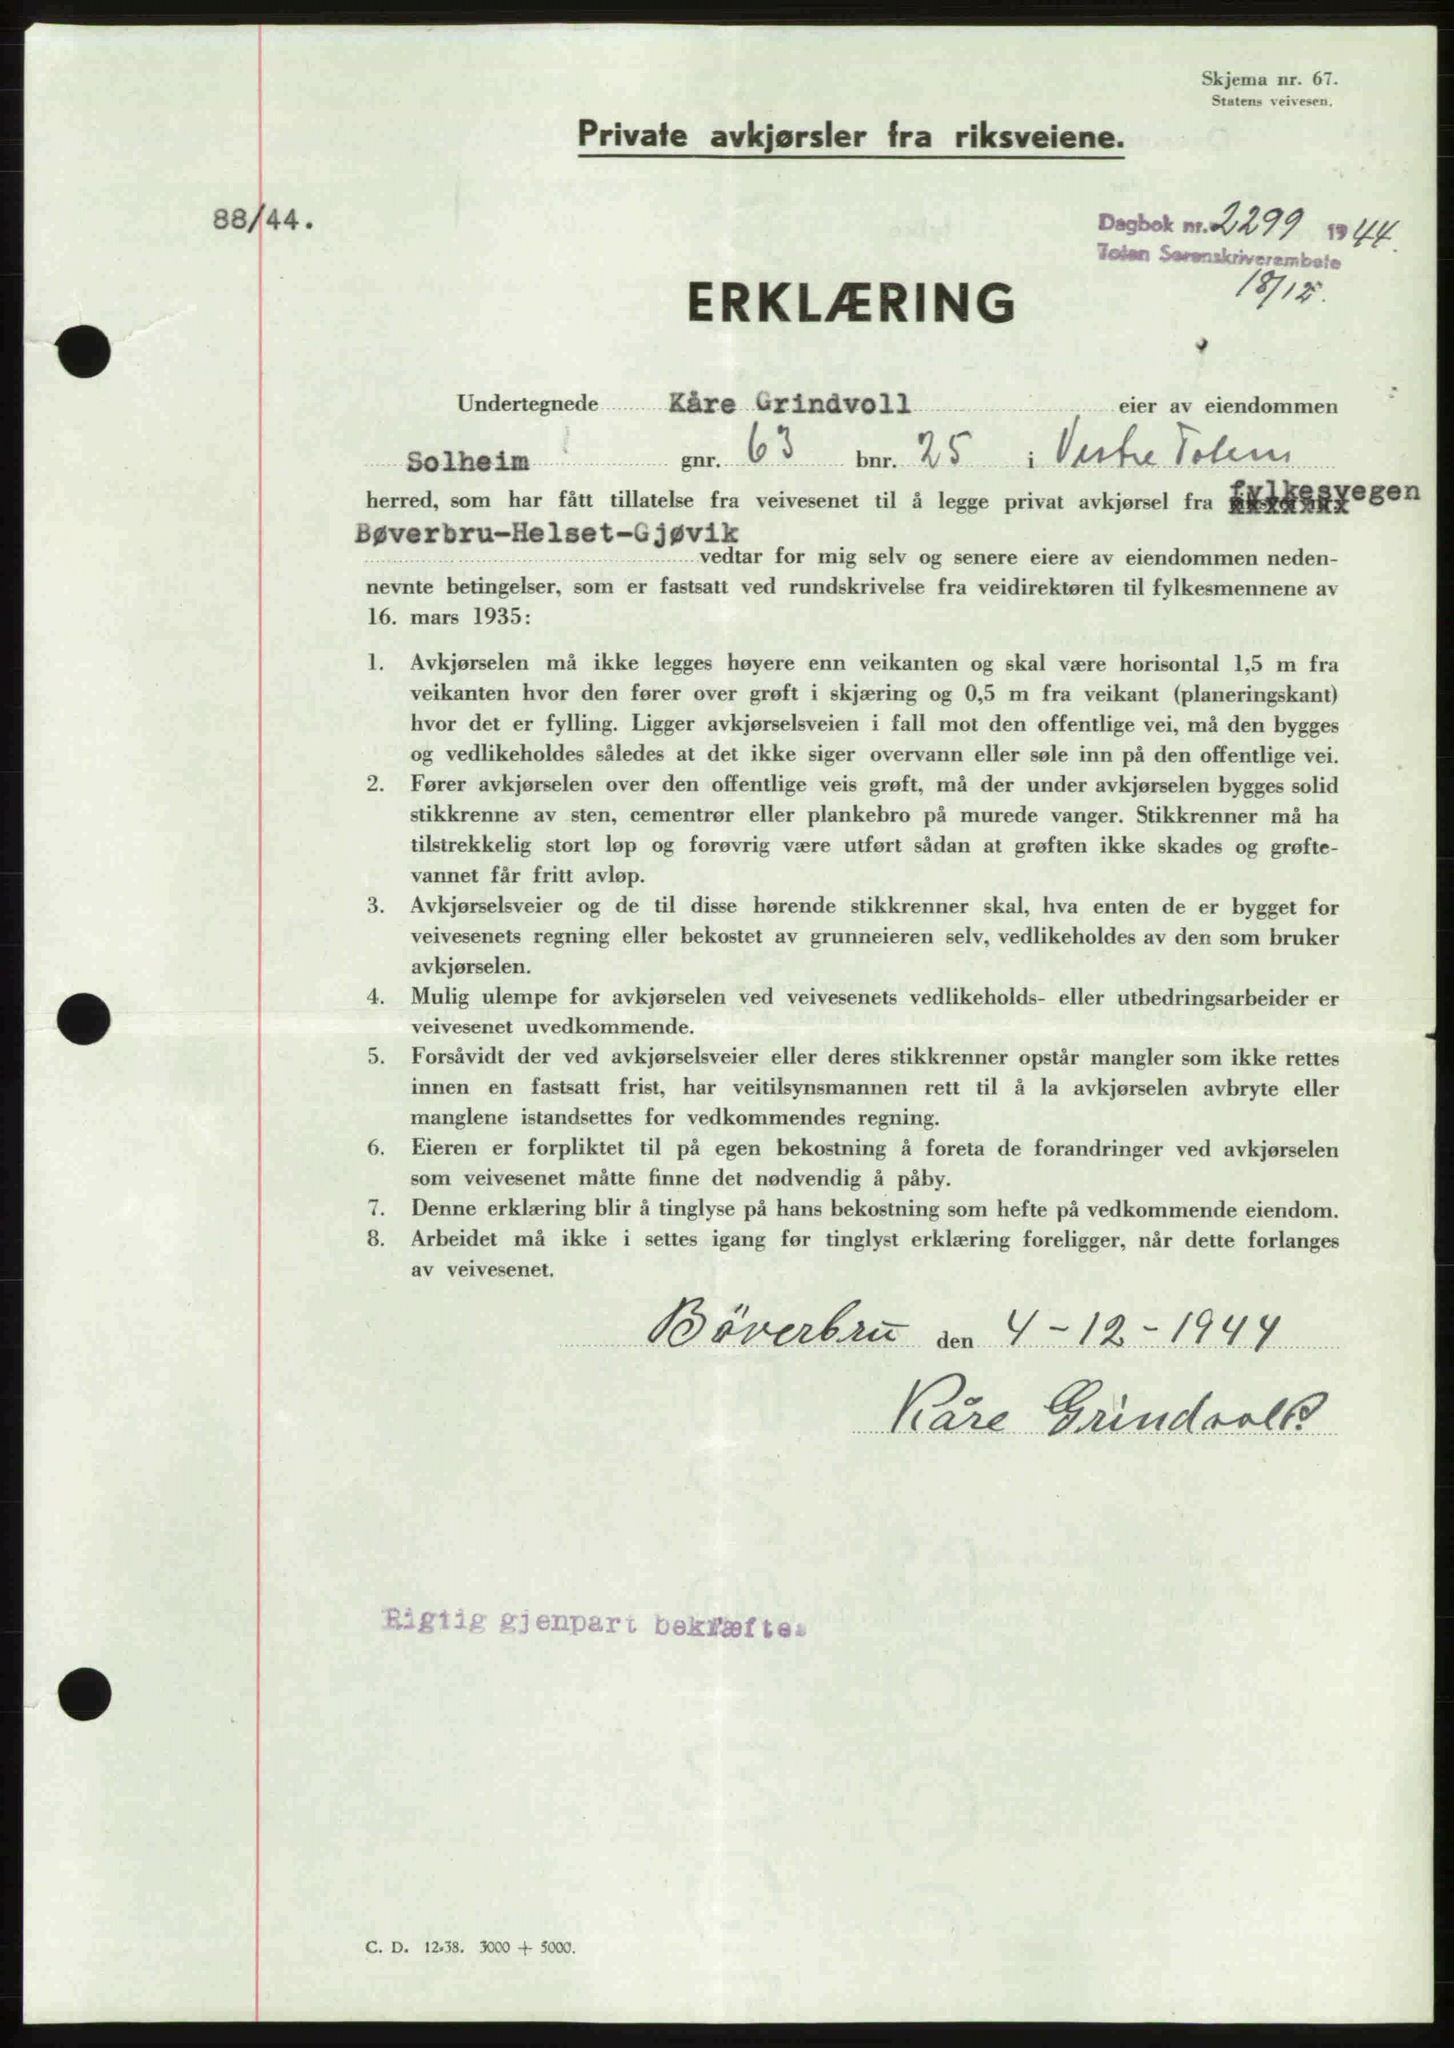 Skjema nr. 67.
Statens veivesen.
Private avkjørsler fra riksveiene.
88/44.
Dagbok nr. 2299 1944.
Toten Sorenskriverembete
18/12.
ERKLÆRING
Undertegnede Kåre Grindvoll eier av eiendommen
Solheim gnr. 63 bnr. 25 i Vestre Toten
herred, som har fått tillatelse fra veivesenet til å legge privat avkjørsel fra fylkesvegen
Bøverbru-Helset-Gjøvik
vedtar for mig selv og senere eiere av eiendommen neden-
nevnte betingelser, som er fastsatt ved rundskrivelse fra veidirektøren til fylkesmennene av
16. mars 1935:
1. Avkjørselen må ikke legges høyere enn veikanten og skal være horisontal 1,5 m fra
veikanten hvor den fører over grøft i skjæring og 0,5 m fra veikant (planeringskant)
hvor det er fylling. Ligger avkjørselsveien i fall mot den offentlige vei, må den bygges
og vedlikeholdes således at det ikke siger overvann eller søle inn på den offentlige vei.
2. Fører avkjørselen over den offentlige veis grøft, må der under avkjørselen bygges solid
stikkrenne av sten, cementrør eller plankebro på murede vanger. Stikkrenner må ha
tilstrekkelig stort løp og forøvrig være utført sådan at grøften ikke skades og grøfte-
vannet får fritt avløp.
3. Avkjørselsveier og de til disse hørende stikkrenner skal, hva enten de er bygget for
veivesenets regning eller bekostet av grunneieren selv, vedlikeholdes av den som bruker
avkjørselen.
4. Mulig ulempe for avkjørselen ved veivesenets vedlikeholds- eller utbedringsarbeider er
veivesenet uvedkommende.
5. Forsåvidt der ved avkjørselsveier eller deres stikkrenner opstår mangler som ikke rettes
innen en fastsatt frist, har veitilsynsmannen rett til å la avkjørselen avbryte eller
manglene istandsettes for vedkommendes regning.
6. Eieren er forpliktet til på egen bekostning å foreta de forandringer ved avkjørselen
som veivesenet måtte finne det nødvendig å påby.
7. Denne erklæring blir å tinglyse på hans bekostning som hefte på vedkommende eiendom.
8. Arbeidet må ikke i settes igang før tinglyst erklæring foreligger, når dette forlanges
av veivesenet.
Böverbru den 4-12-1944
Kåre Grindvoll
Rigtig gjenpart bekræftes
C. D. 12-38. 3000 + 5000.